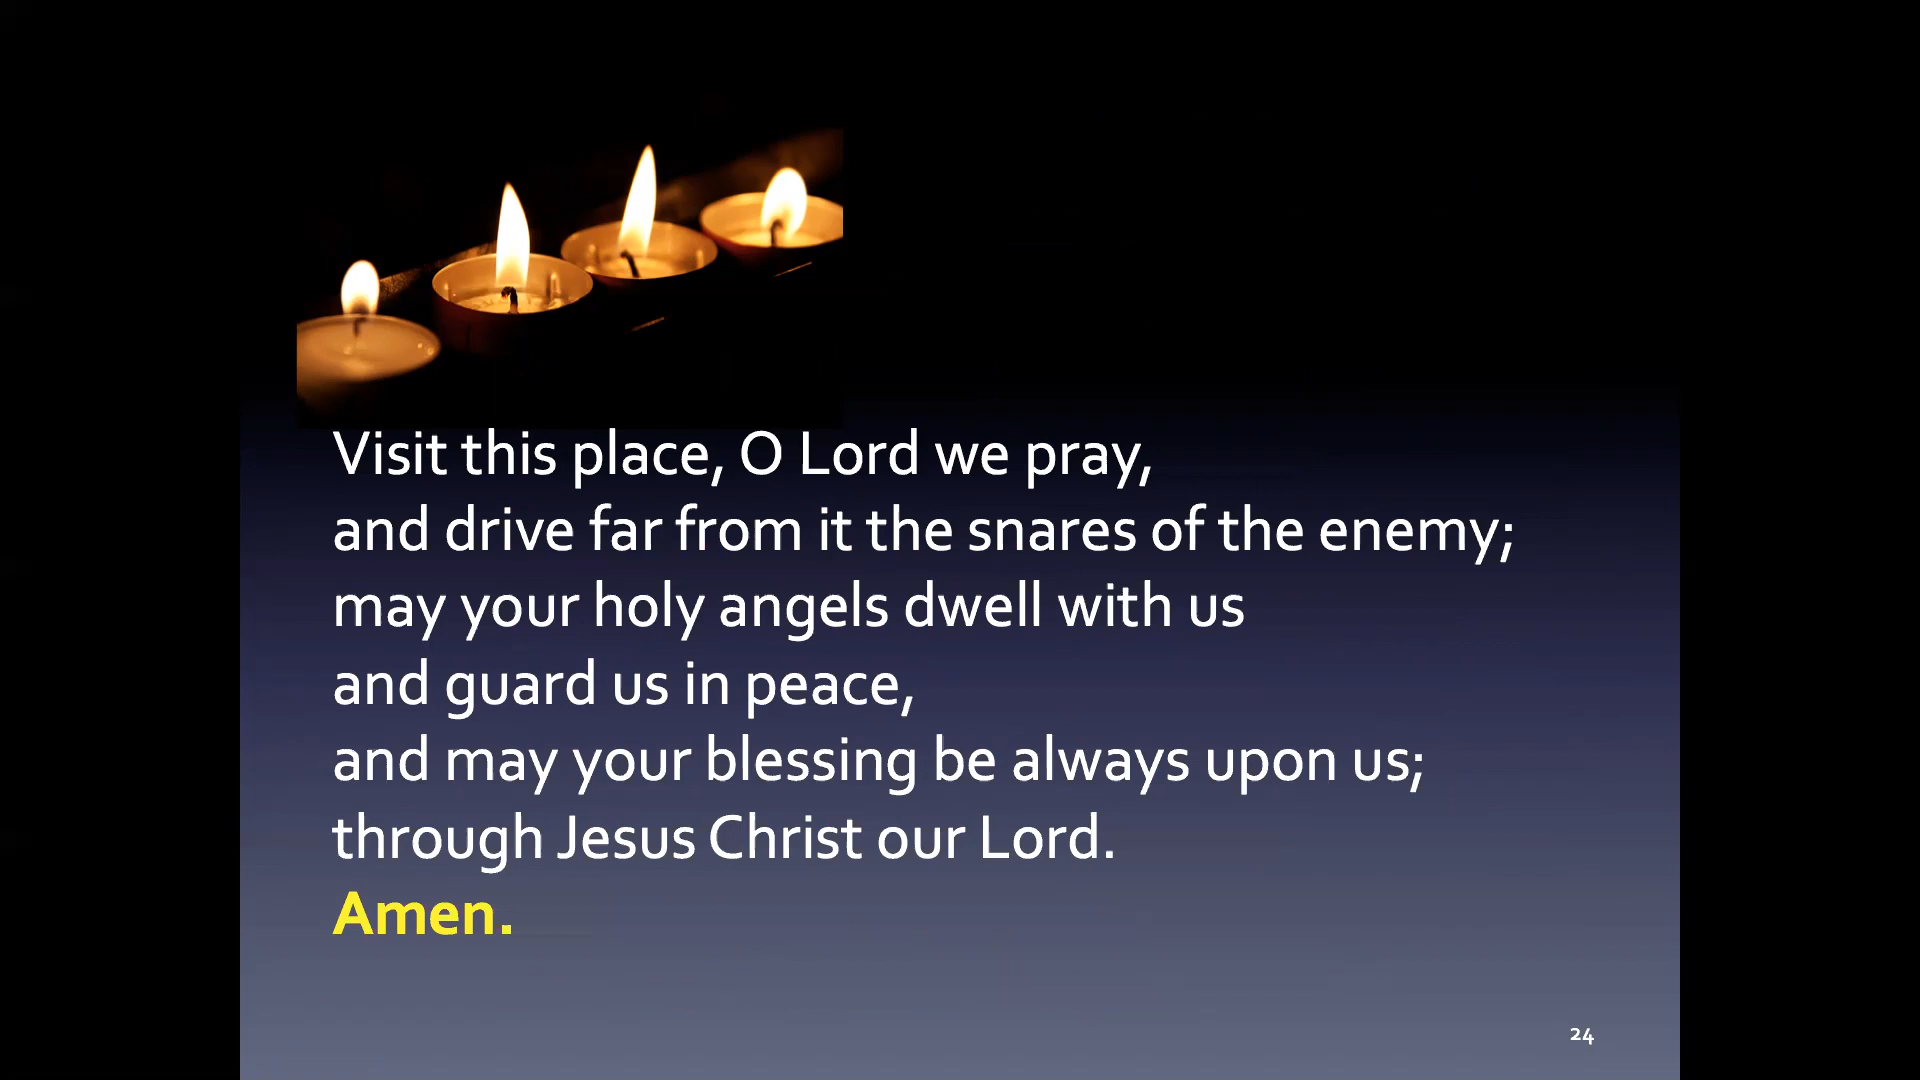 Visit this place, O Lord we pray,
and drive far from it the snares of the enemy;
may your holy angels dwell with us
and guard us in peace,
and may your blessing be always upon us;
through Jesus Christ our Lord.
Amen.
24